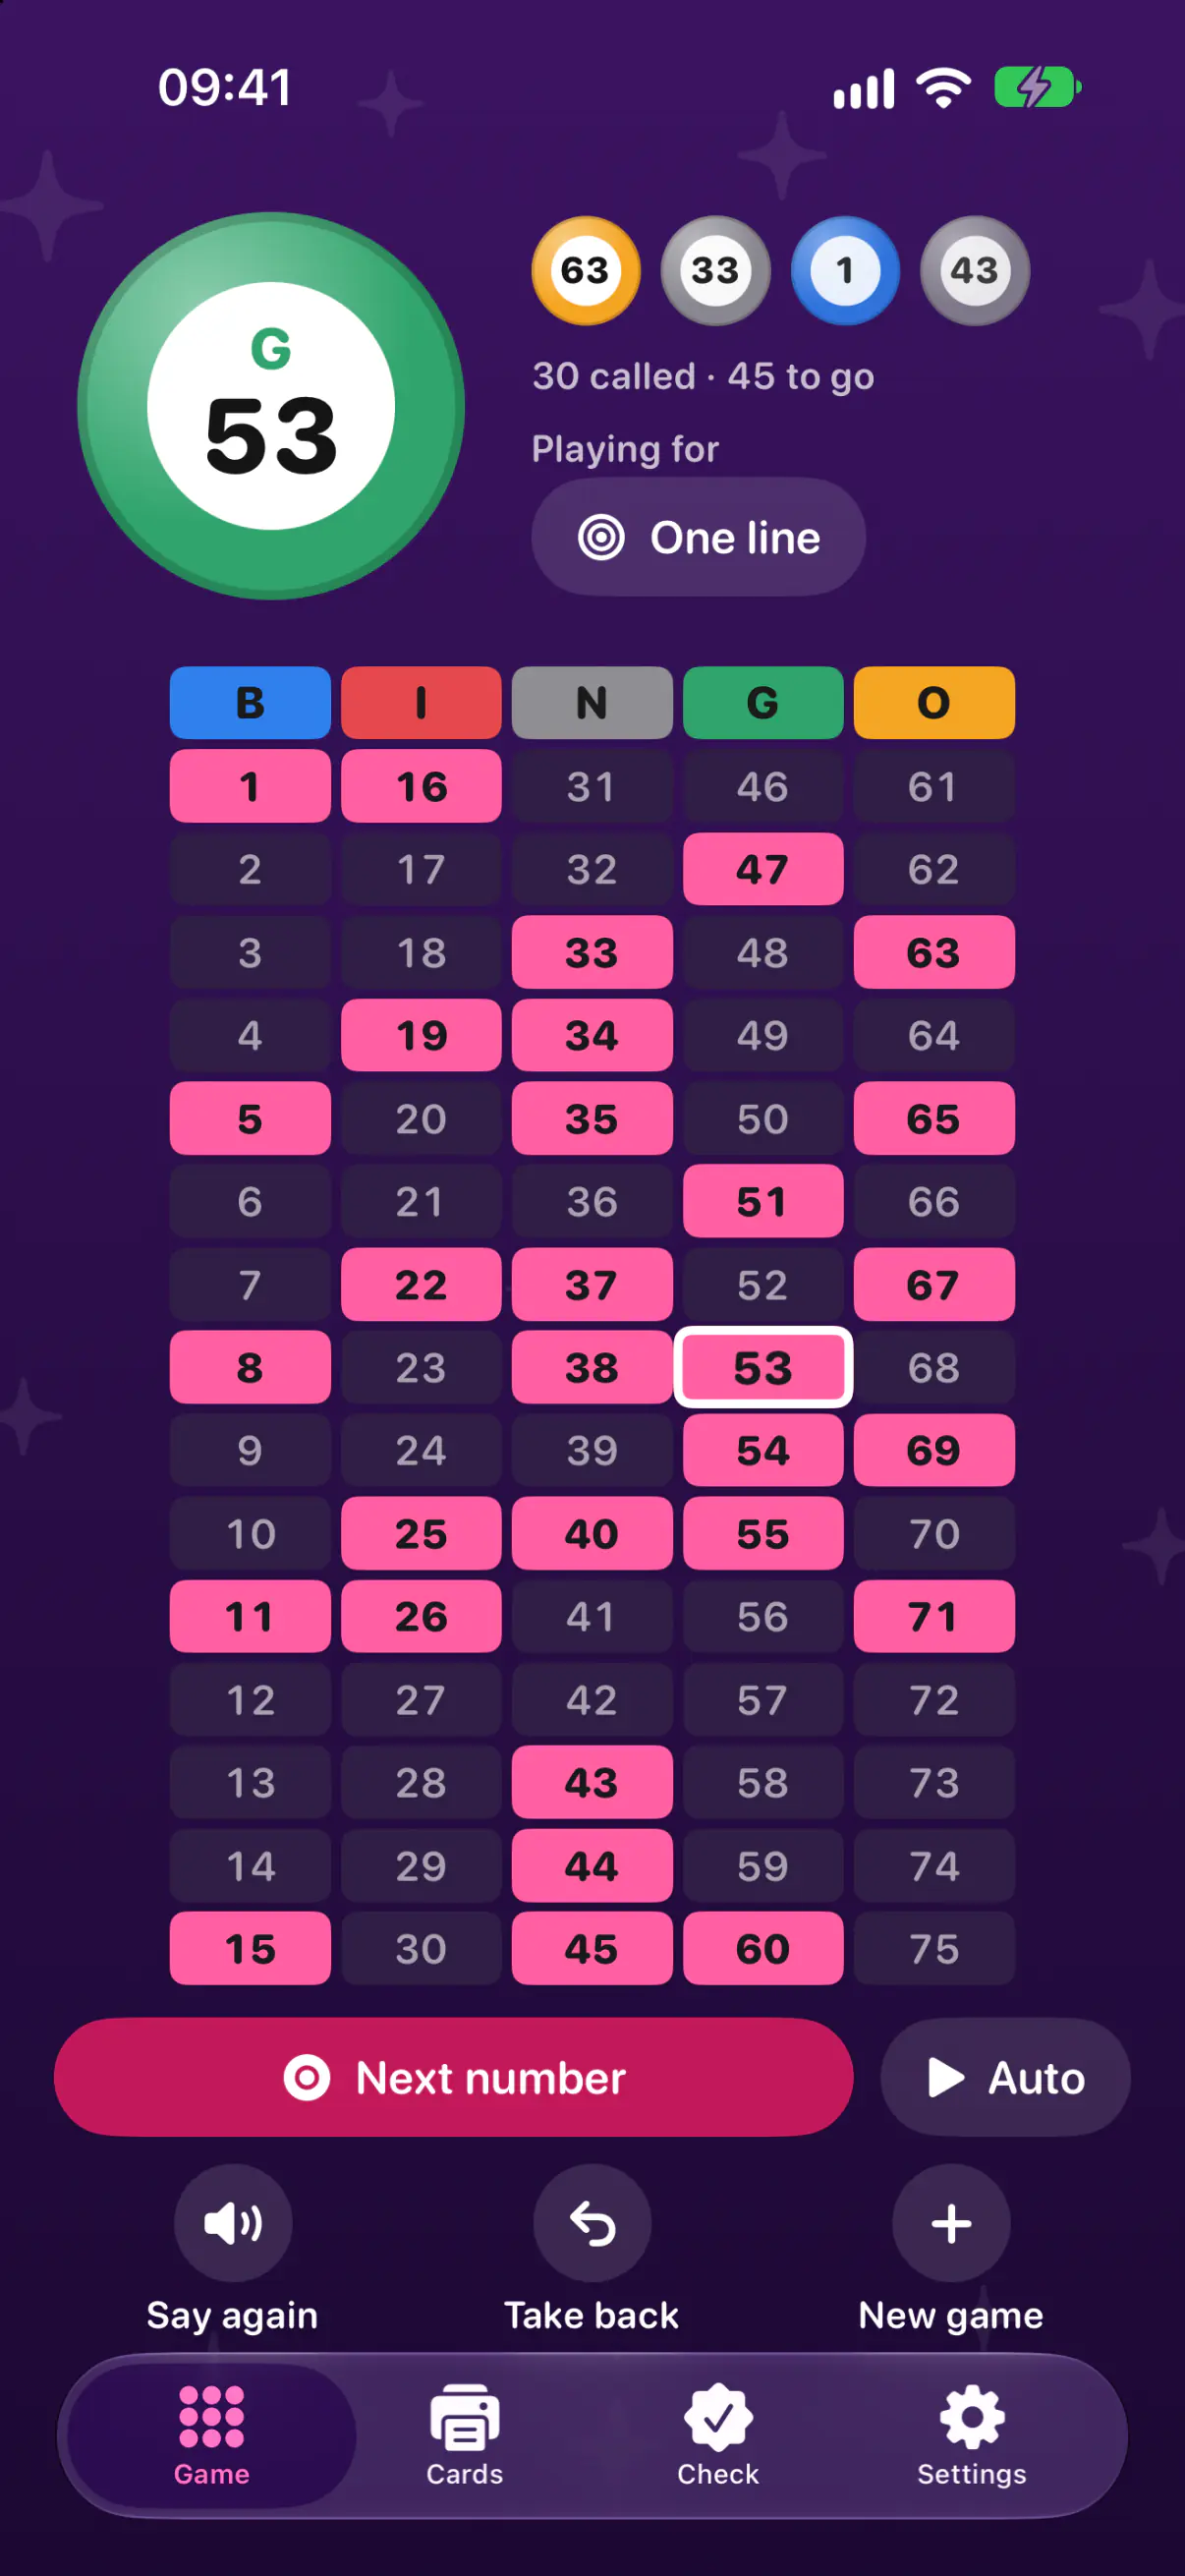 09:41
G
53
63 33 1 43
30 called · 45 to go
Playing for
One line
B I N G O
1 16 31 46 61
2 17 32 47 62
3 18 33 48 63
4 19 34 49 64
5 20 35 50 65
6 21 36 51 66
7 22 37 52 67
8 23 38 53 68
9 24 39 54 69
10 25 40 55 70
11 26 41 56 71
12 27 42 57 72
13 28 43 58 73
14 29 44 59 74
15 30 45 60 75
Next number Auto
Say again Take back New game
Game Cards Check Settings